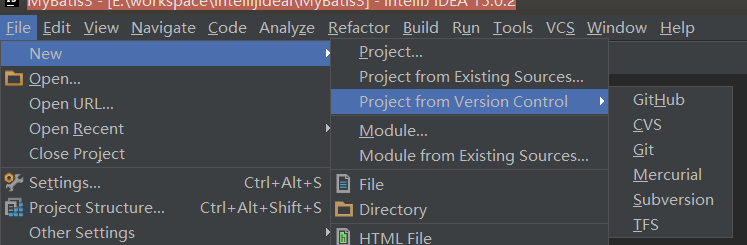 MyBatis3 - [E:\workspace\IntellijIdea\MyBatis3] - IntelliJ IDEA 15.0.2
File Edit View Navigate Code Analyze Refactor Build Run Tools VCS Window Help
New
Open...
Open URL...
Open Recent
Close Project
Settings... Ctrl+Alt+S
Project Structure... Ctrl+Alt+Shift+S
Other Settings
Project...
Project from Existing Sources...
Project from Version Control
Module...
Module from Existing Sources...
File
Directory
HTML File
GitHub
CVS
Git
Mercurial
Subversion
TFS